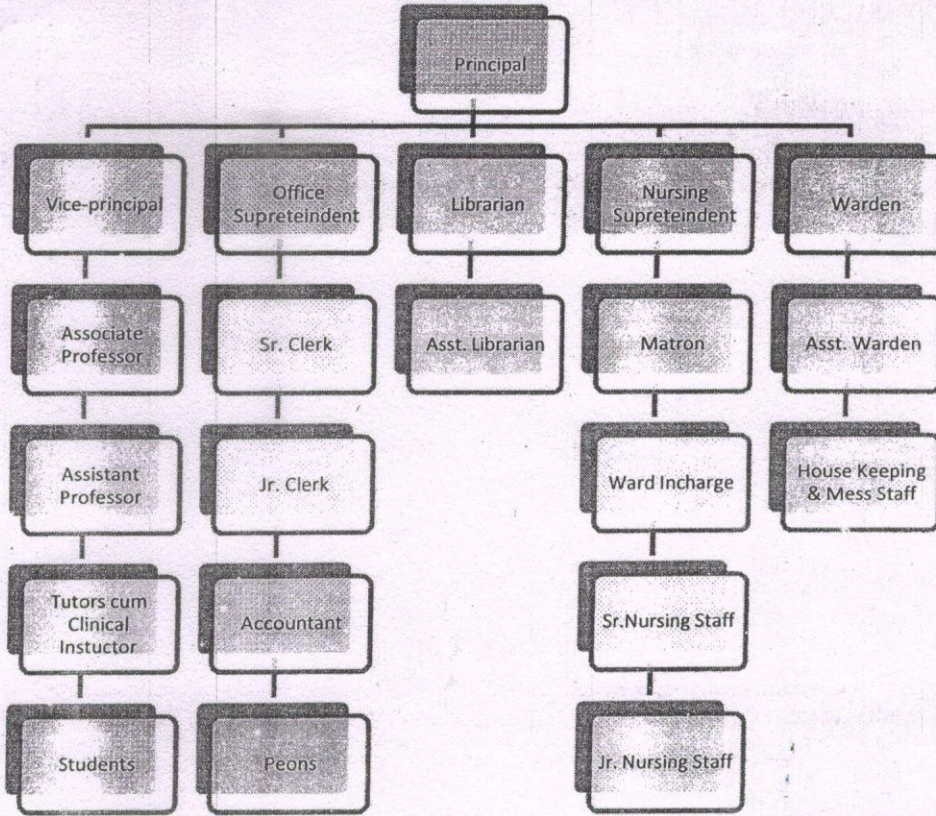 Principal
Vice-principal
Office
Supreteindent
Librarian
Nursing
Supreteindent
Warden
Associate
Professor
Sr. Clerk
Asst. Librarian
Matron
Asst. Warden
Assistant
Professor
Jr. Clerk
Ward Incharge
House Keeping
& Mess Staff
Tutors cum
Clinical
Instuctor
Accountant
Sr.Nursing Staff
Students
Peons
Jr. Nursing Staff